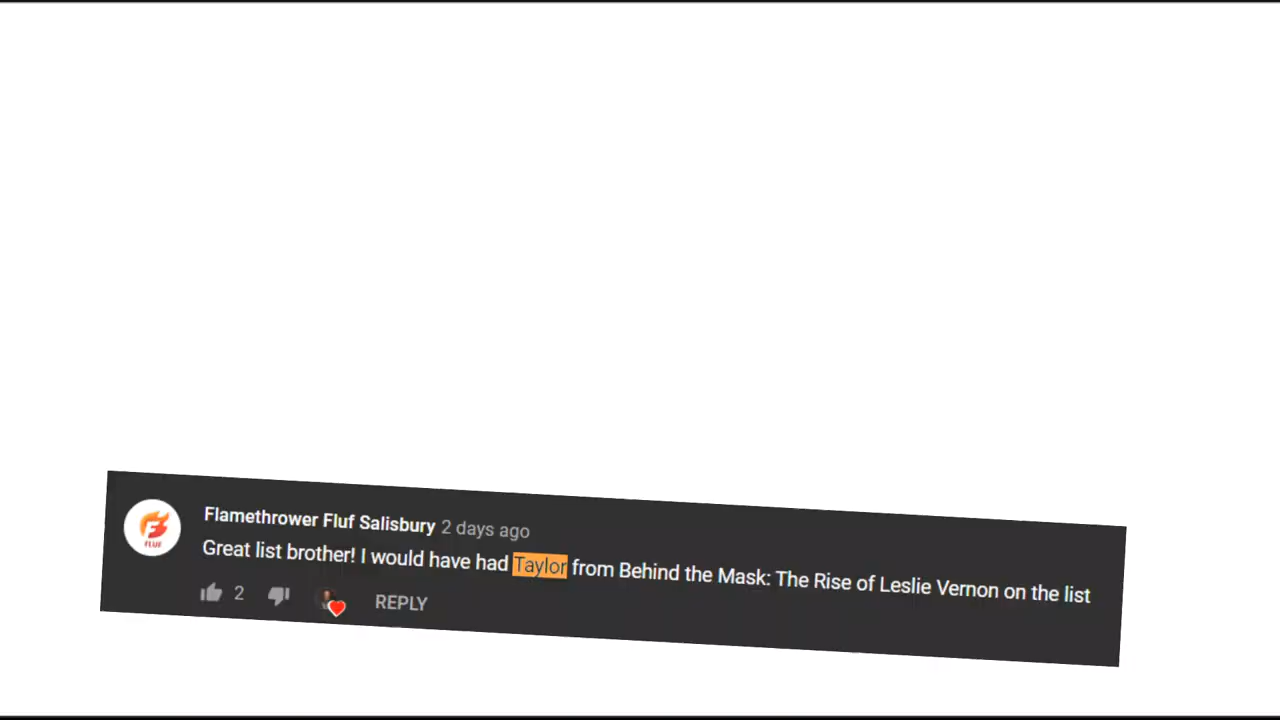 Flamethrower Fluf Salisbury 2 days ago
Great list brother! I would have had Taylor from Behind the Mask: The Rise of Leslie Vernon on the list
2 REPLY
FLUF